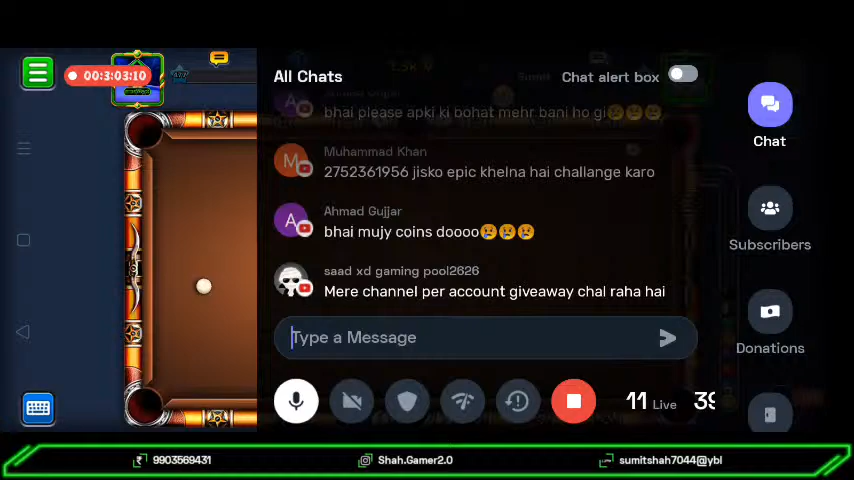 00:3:03:10
All Chats
Chat alert box
bhai please apki ki bohat mehr bani ho gi😢😢😢
Chat
Muhammad Khan
2752361956 jisko epic khelna hai challange karo
Ahmad Gujjar
bhai mujy coins doooo😢😢😢
Subscribers
saad xd gaming pool2626
Mere channel per account giveaway chal raha hai
Type a Message
Donations
11 Live 39
9903569431 Shah.Gamer2.0 sumitshah7044@ybl